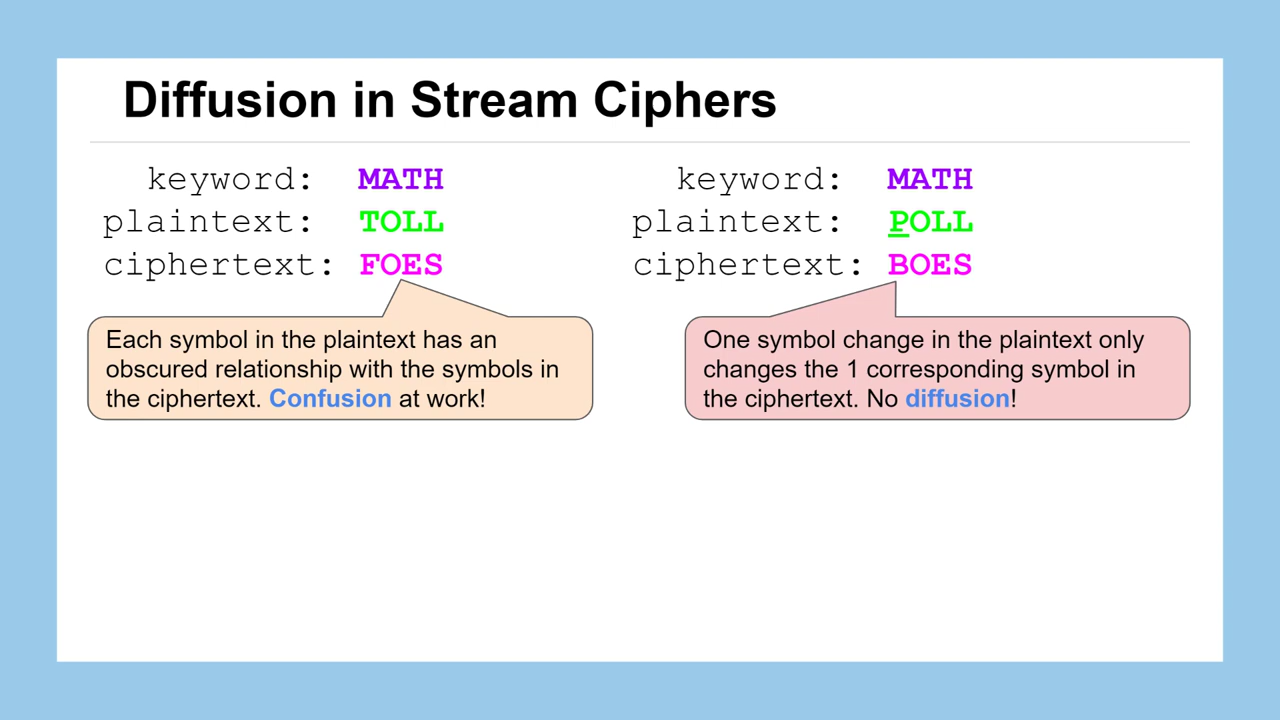 Diffusion in Stream Ciphers
keyword: MATH
plaintext: TOLL
ciphertext: FOES
keyword: MATH
plaintext: POLL
ciphertext: BOES
Each symbol in the plaintext has an
obscured relationship with the symbols in
the ciphertext. Confusion at work!
One symbol change in the plaintext only
changes the 1 corresponding symbol in
the ciphertext. No diffusion!